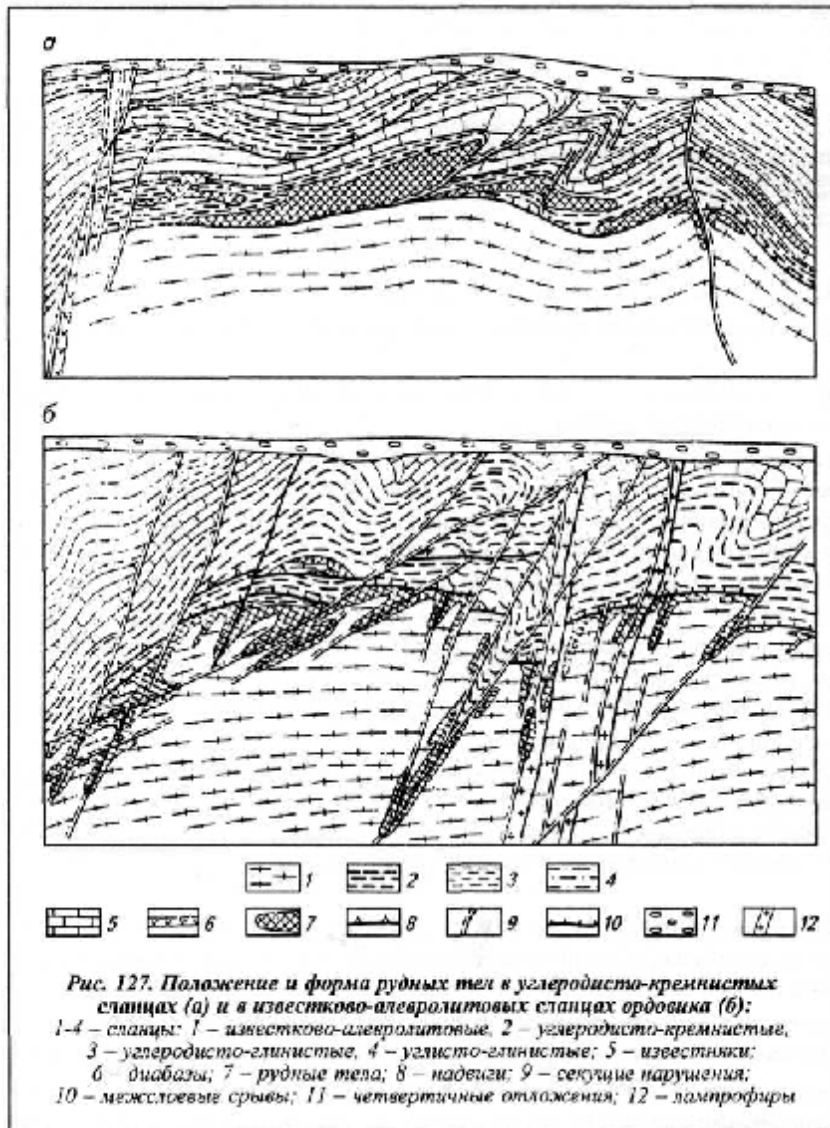 а
б
1 2 3 4
5 6 7 8 9 10 11 12
Рис. 127. Положение и форма рудных тел в углеродисто-кремнистых
сланцах (а) и в известково-алевролитовых сланцах ордовика (б):
1-4 – сланцы: 1 – известково-алевролитовые, 2 – углеродисто-кремнистые,
3 – углеродисто-глинистые, 4 – углисто-глинистые; 5 – известняки;
6 – диабазы; 7 – рудные тела; 8 – надвиги; 9 – секущие нарушения;
10 – межслоевые срывы; 11 – четвертичные отложения; 12 – лампрофиры